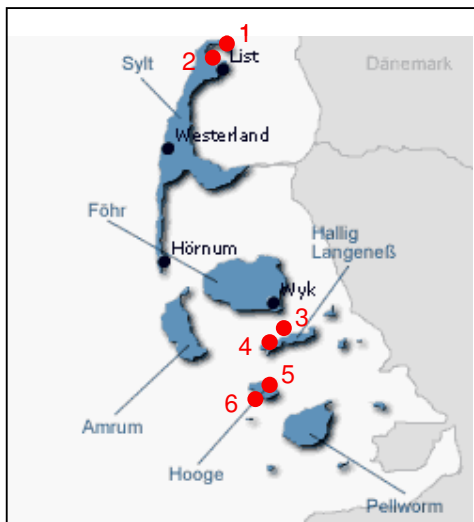 1
2
List
Sylt
Dänemark
Westerland
Föhr
Hallig
Langeneß
Hörnum
Wyk
3
4
5
6
Amrum
Hooge
Pellworm